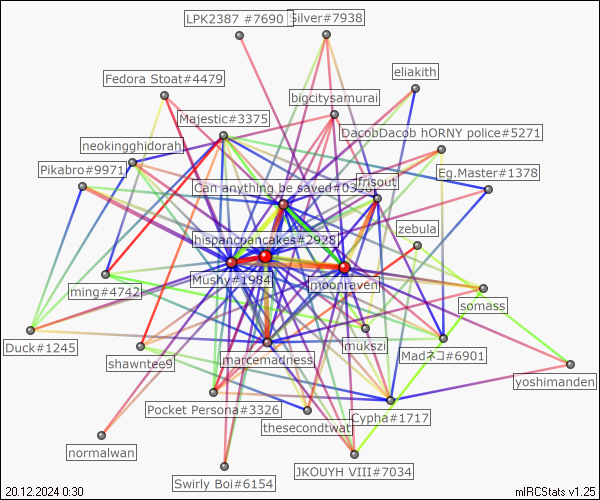 LPK2387 #7690
Silver#7938
eliakith
Fedora Stoat#4479
bigcitysamurai
Majestic#3375
DacobDacob hORNY police#5271
neokingghidorah
Pikabro#9971
Eg.Master#1378
frisout
Can anything be saved
zebula
hispanicpancakes#2928
Mushy#1984
moonraven
ming#4742
somass
Duck#1245
mukszi
Madネコ#6901
shawntee9
marcemadness
yoshimanden
Pocket Persona#3326
Cypha#1717
thesecondtwat
normalwan
JKOUYH VIII#7034
Swirly Boi#6154
20.12.2024 0:30
mIRCStats v1.25